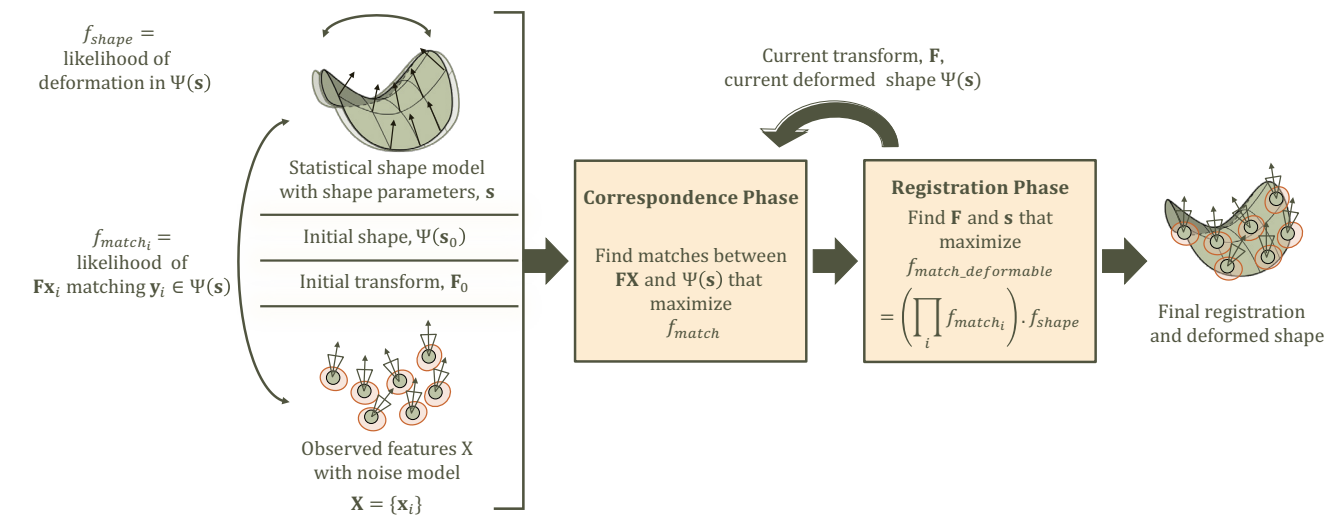 f_shape =
likelihood of
deformation in Ψ(s)
f_match_i =
likelihood of
Fx_i matching y_i ∈ Ψ(s)
Statistical shape model
with shape parameters, s
Initial shape, Ψ(s_0)
Initial transform, F_0
Observed features X
with noise model
X = {x_i}
Correspondence Phase
Find matches between
FX and Ψ(s) that
maximize
f_match
Current transform, F,
current deformed shape Ψ(s)
Registration Phase
Find F and s that
maximize
f_match_deformable
= (∏_i f_match_i) . f_shape
Final registration
and deformed shape